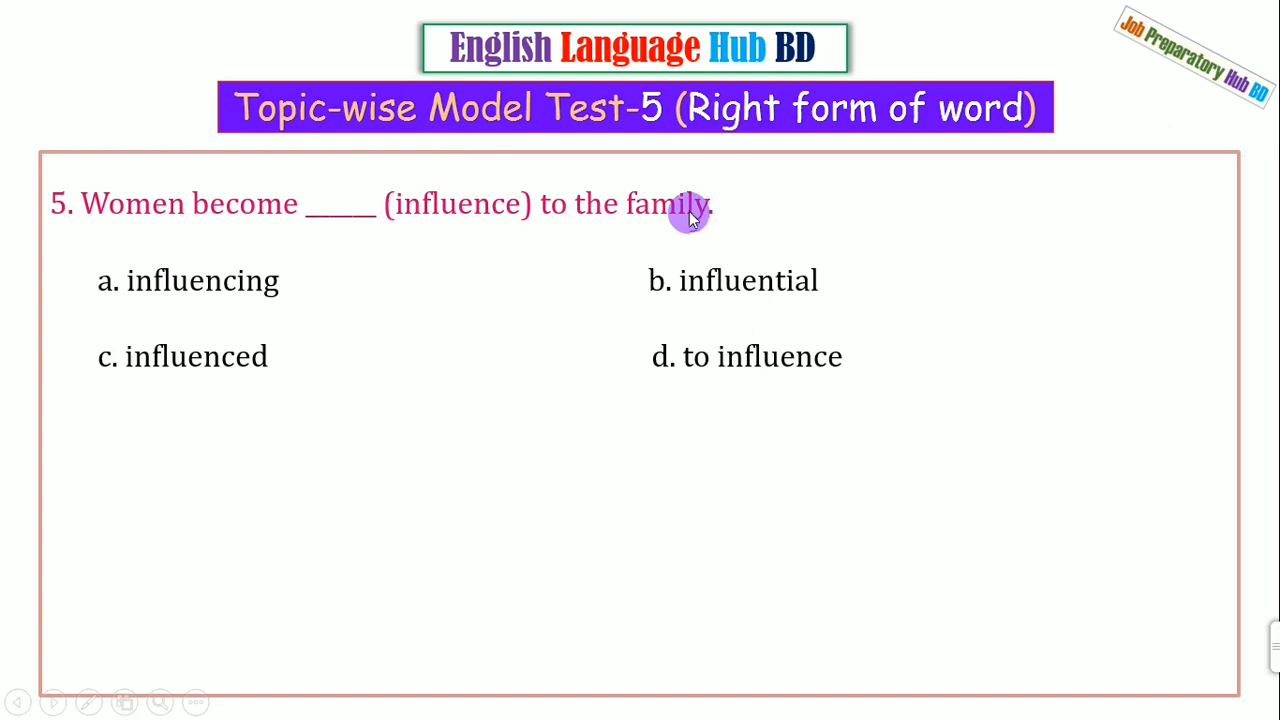 English Language Hub BD
Job Preparatory Hub BD
Topic-wise Model Test-5 (Right form of word)
5. Women become ______ (influence) to the family.
a. influencing
b. influential
c. influenced
d. to influence